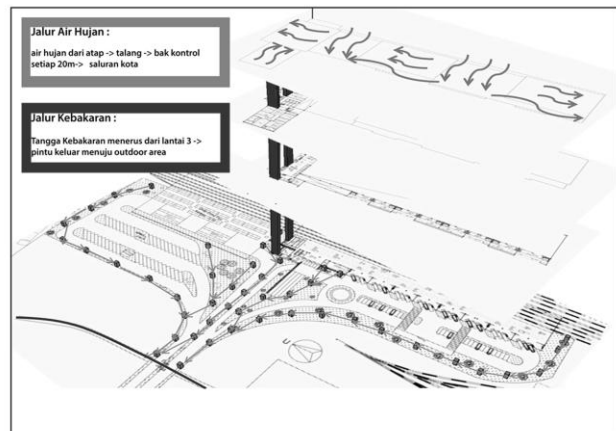 Jalur Air Hujan :
air hujan dari atap -> talang -> bak kontrol
setiap 20m-> saluran kota
Jalur Kebakaran :
Tangga Kebakaran menerus dari lantai 3 ->
pintu keluar menuju outdoor area
U